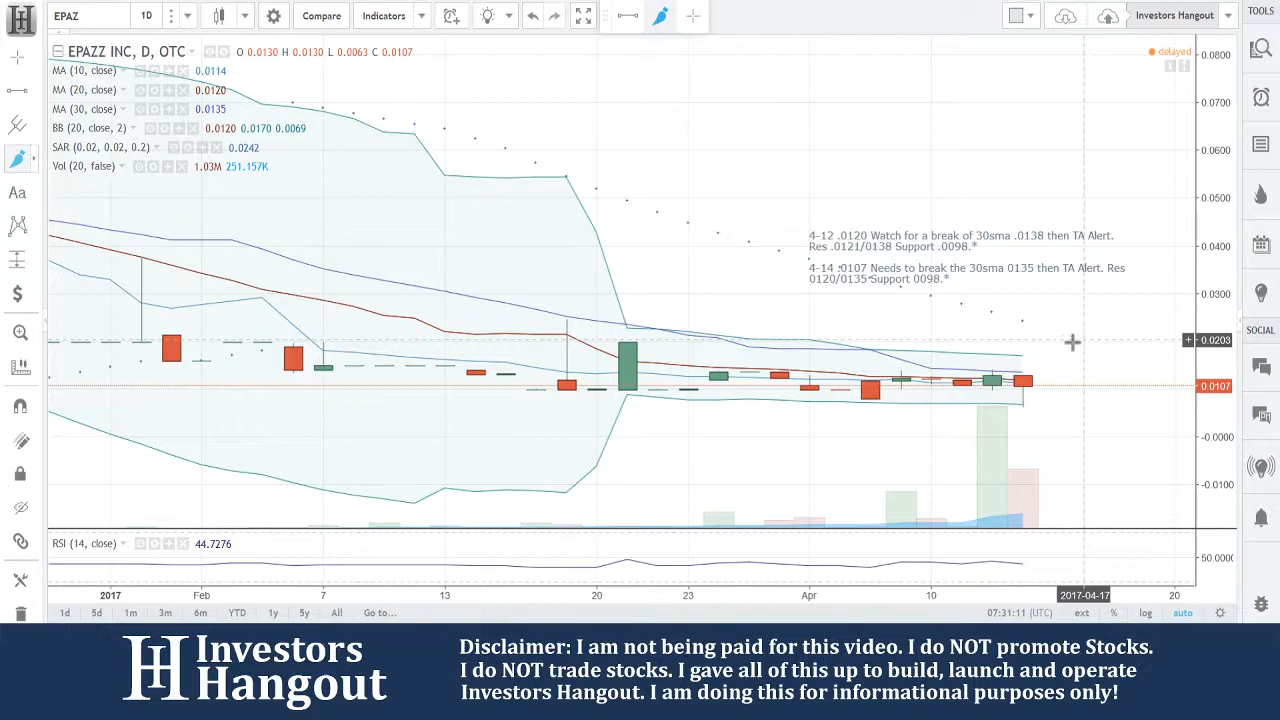 EPAZ 1D Compare Indicators Investors Hangout TOOLS
EPAZZ INC, D, OTC O 0.0130 H 0.0130 L 0.0063 C 0.0107
delayed
MA (10, close) 0.0114
MA (20, close) 0.0120
MA (30, close) 0.0135
BB (20, close, 2) 0.0120 0.0170 0.0069
SAR (0.02, 0.02, 0.2) 0.0242
Vol (20, false) 1.03M 251.157K
0.0800
0.0700
0.0600
0.0500
0.0400
0.0300
+ 0.0203
0.0107
-0.0000
-0.0100
Aa
$
SOCIAL
4-12 .0120 Watch for a break of 30sma .0138 then TA Alert.
Res .0121/0138 Support .0098.*
4-14 .0107 Needs to break the 30sma 0135 then TA Alert. Res
0120/0135 Support 0098.*
RSI (14, close) 44.7276
50.0000
2017 Feb 7 13 20 23 Apr 10 2017-04-17 20
1d 5d 1m 3m 6m YTD 1y 5y All Go to... 07:31:11 (UTC) ext % log auto
Investors
Hangout
Disclaimer: I am not being paid for this video. I do NOT promote Stocks.
I do NOT trade stocks. I gave all of this up to build, launch and operate
Investors Hangout. I am doing this for informational purposes only!